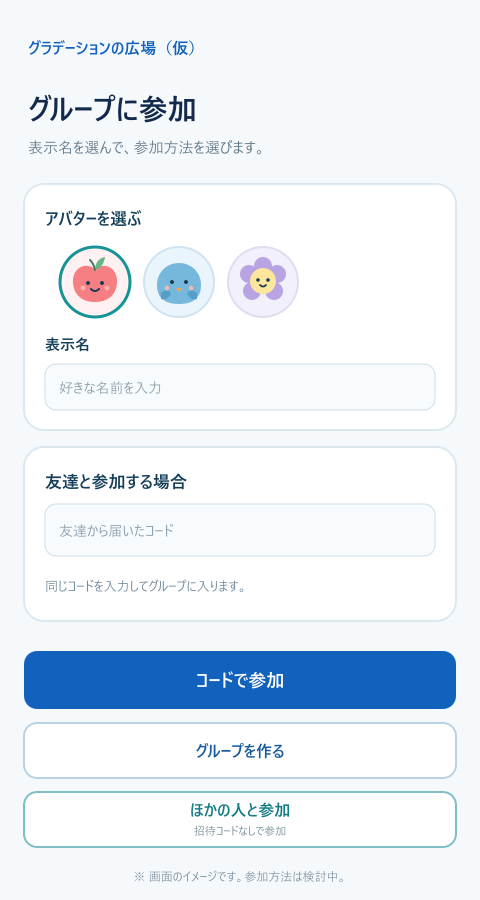 グラデーションの広場（仮）
グループに参加
表示名を選んで、参加方法を選びます。
アバターを選ぶ
表示名
好きな名前を入力
友達と参加する場合
友達から届いたコード
同じコードを入力してグループに入ります。
コードで参加
グループを作る
ほかの人と参加
招待コードなしで参加
※ 画面のイメージです。参加方法は検討中。